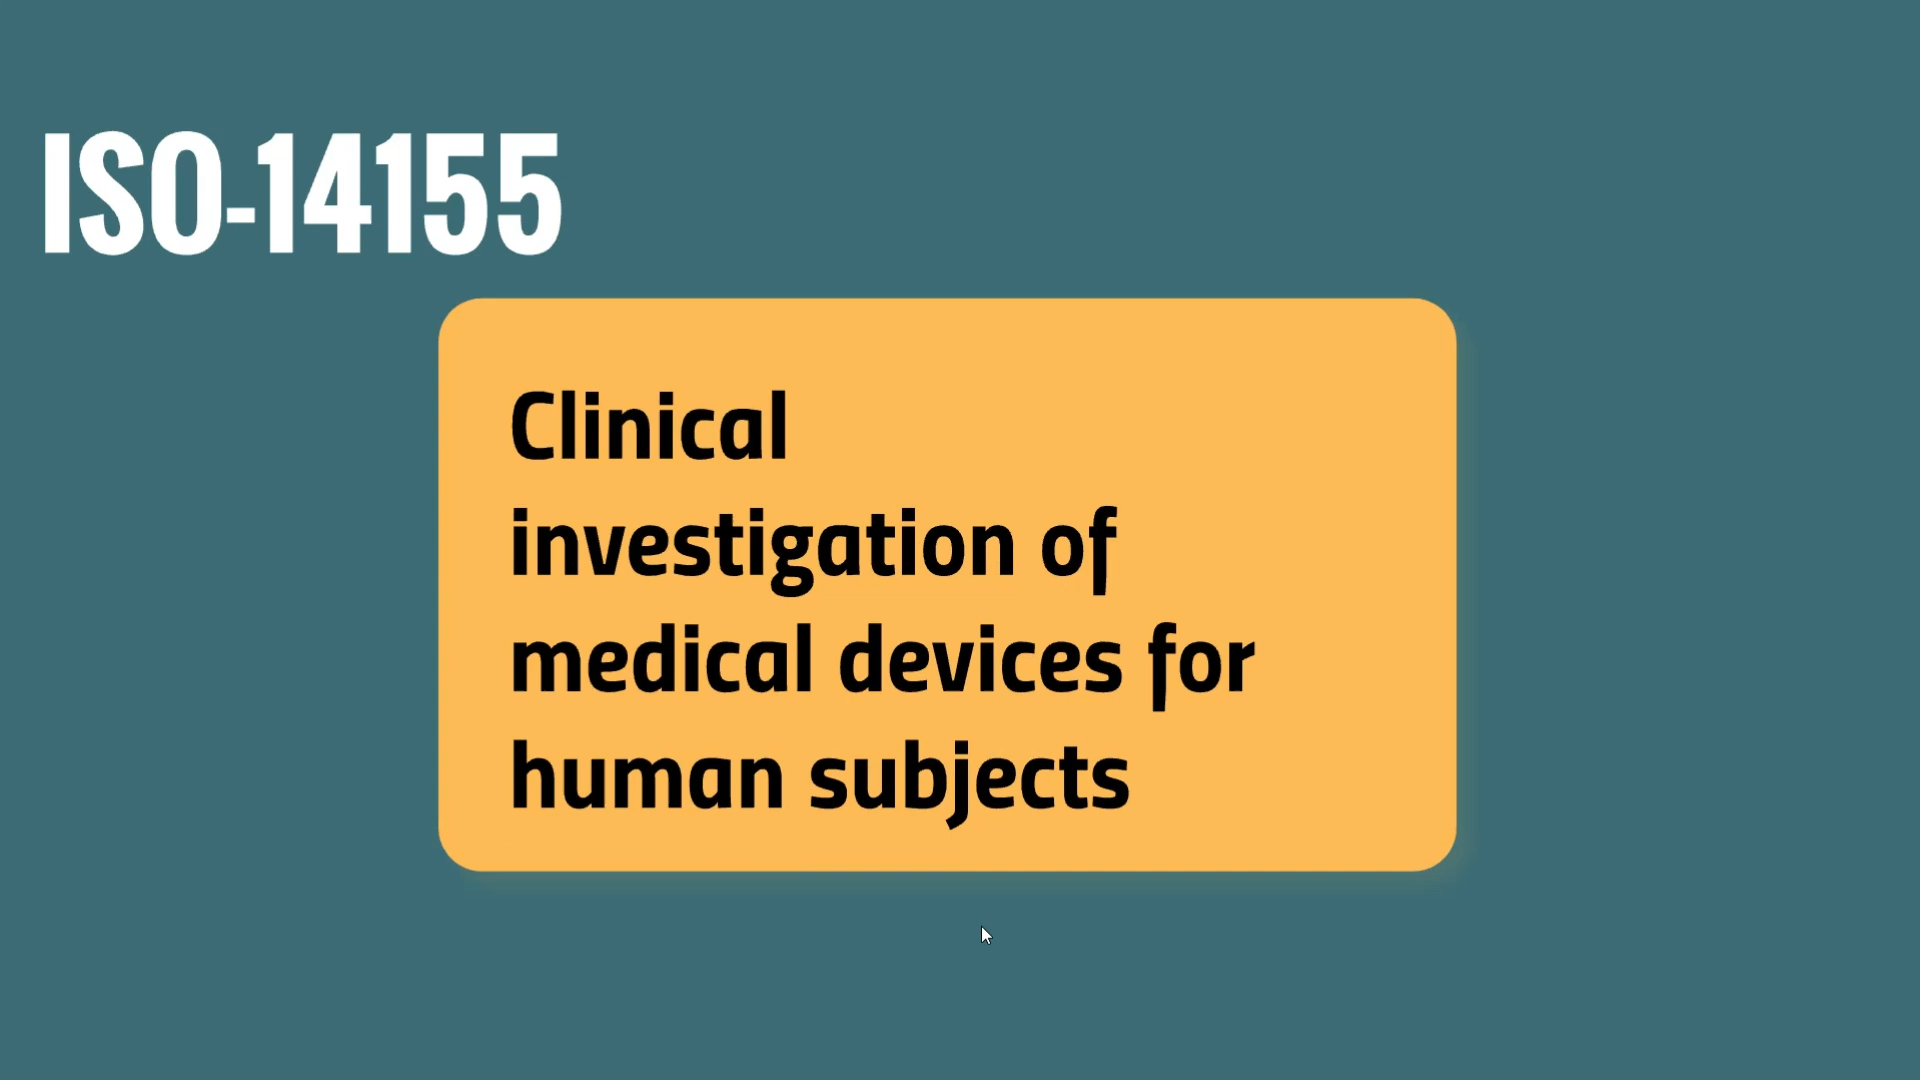 ISO-14155
Clinical
investigation of
medical devices for
human subjects